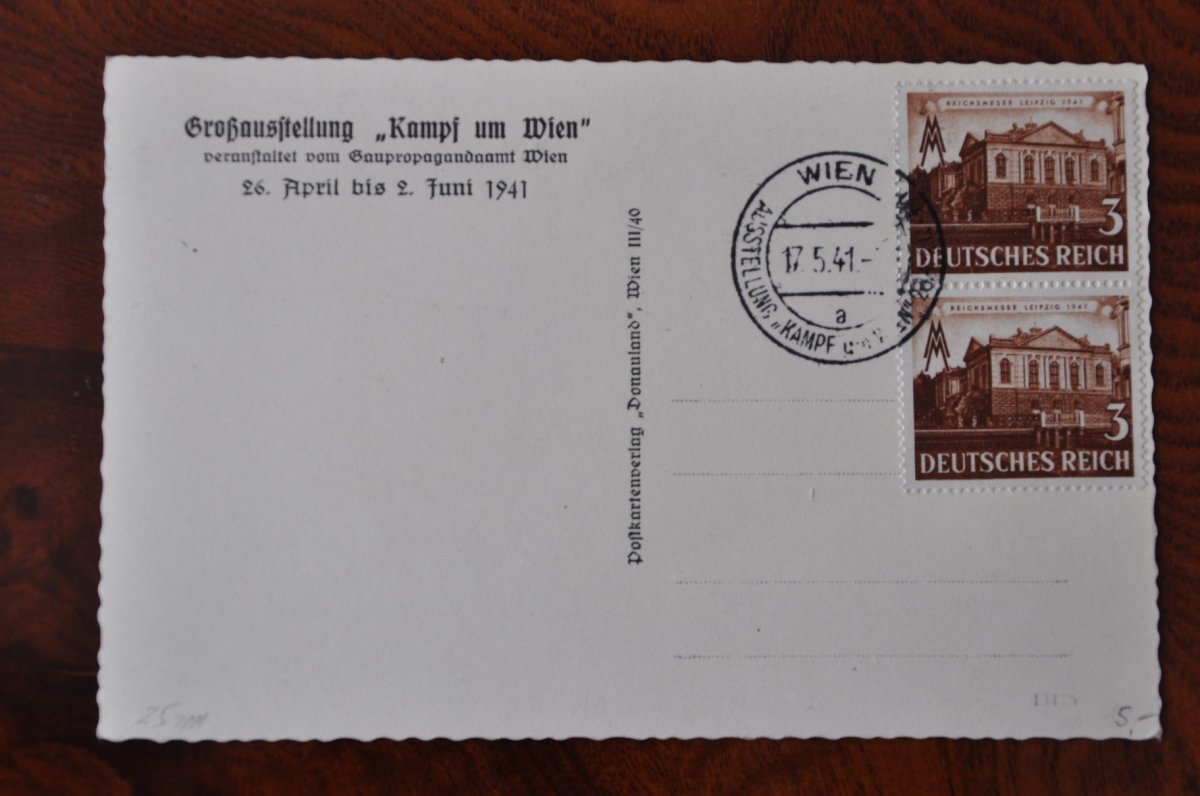 Großausstellung „Kampf um Wien"
veranstaltet vom Gaupropagandaamt Wien
26. April bis 2. Juni 1941
Postkartenverlag „Donauland", Wien III/40
WIEN
17.5.41.-
a
AUSSTELLUNG „KAMPF
REICHSMESSE LEIPZIG 1941
3
DEUTSCHES REICH
REICHSMESSE LEIPZIG 1941
3
DEUTSCHES REICH
25
5,-